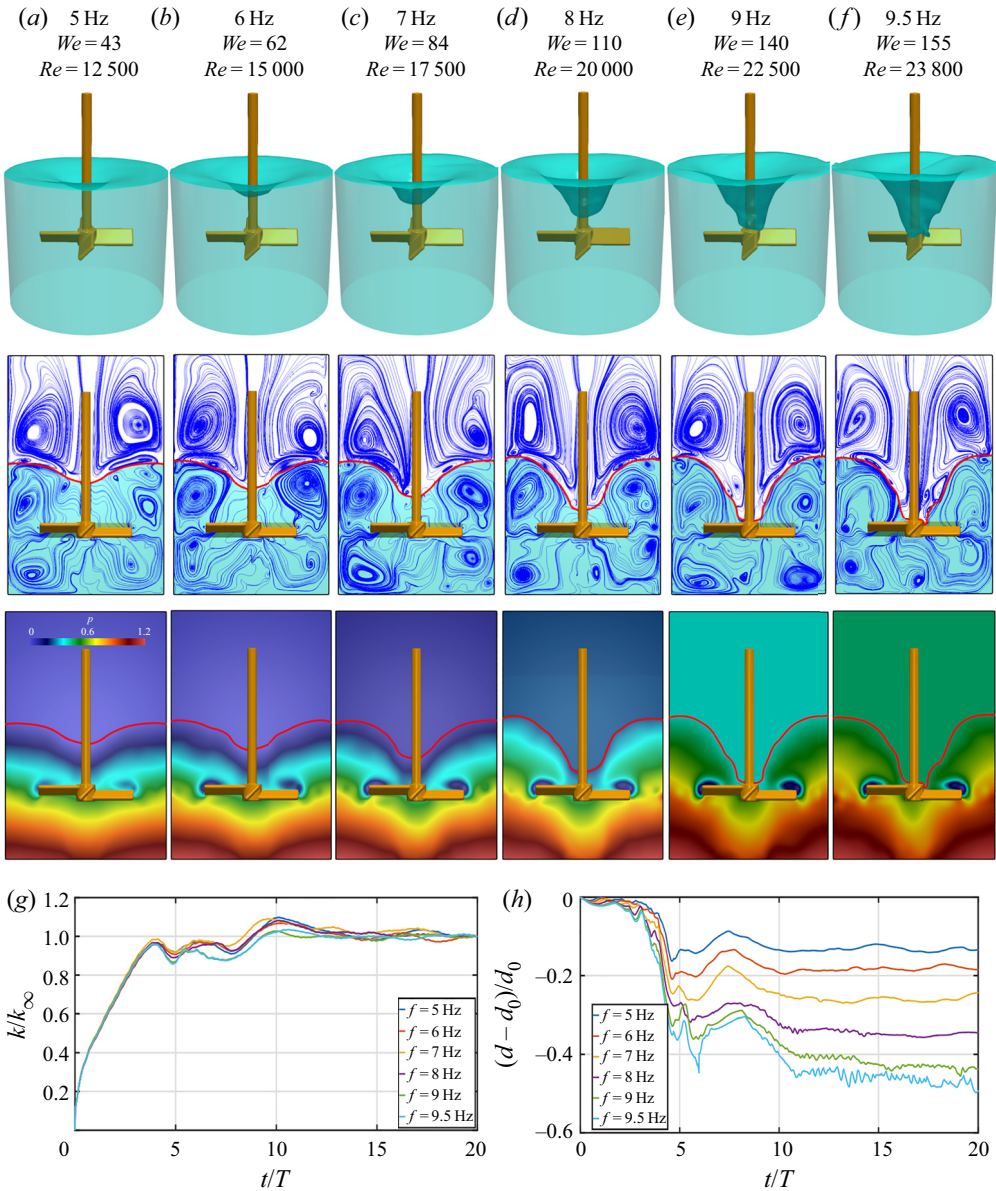 (a) 5 Hz
We = 43
Re = 12 500
(b) 6 Hz
We = 62
Re = 15 000
(c) 7 Hz
We = 84
Re = 17 500
(d) 8 Hz
We = 110
Re = 20 000
(e) 9 Hz
We = 140
Re = 22 500
(f) 9.5 Hz
We = 155
Re = 23 800
p
0 0.6 1.2
(g)
k/k∞
1.2
1.0
0.8
0.6
0.4
0.2
0 5 10 15 20
t/T
f = 5 Hz
f = 6 Hz
f = 7 Hz
f = 8 Hz
f = 9 Hz
f = 9.5 Hz
(h)
(d – d0)/d0
0
–0.2
–0.4
–0.6
0 5 10 15 20
t/T
f = 5 Hz
f = 6 Hz
f = 7 Hz
f = 8 Hz
f = 9 Hz
f = 9.5 Hz